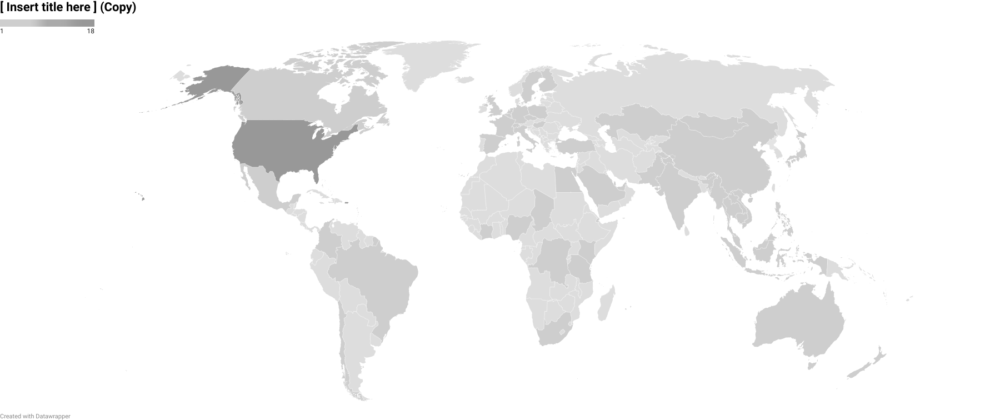 [ Insert title here ] (Copy)
1 18
Created with Datawrapper